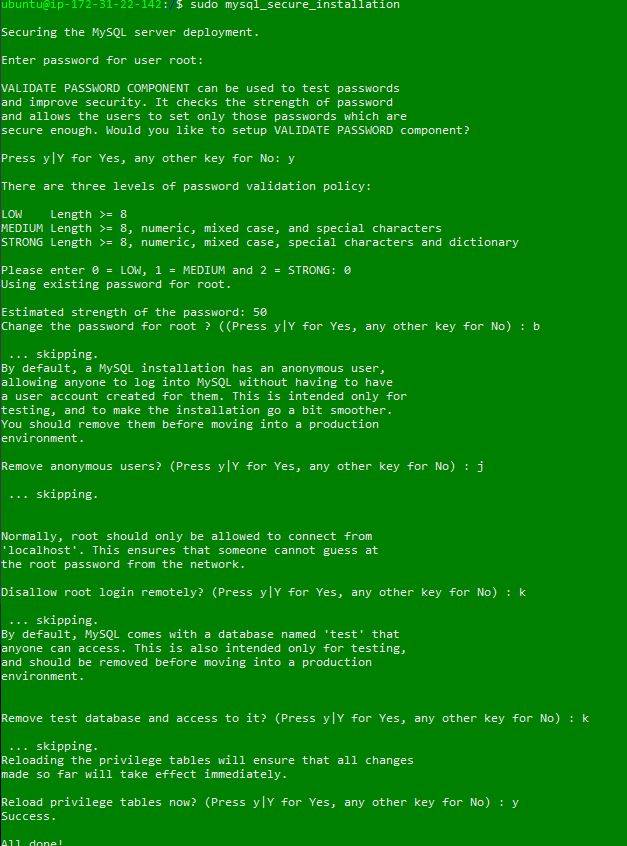 ubuntu@ip-172-31-22-142:/$ sudo mysql_secure_installation
Securing the MySQL server deployment.
Enter password for user root:
VALIDATE PASSWORD COMPONENT can be used to test passwords
and improve security. It checks the strength of password
and allows the users to set only those passwords which are
secure enough. Would you like to setup VALIDATE PASSWORD component?
Press y|Y for Yes, any other key for No: y
There are three levels of password validation policy:
LOW    Length >= 8
MEDIUM Length >= 8, numeric, mixed case, and special characters
STRONG Length >= 8, numeric, mixed case, special characters and dictionary
Please enter 0 = LOW, 1 = MEDIUM and 2 = STRONG: 0
Using existing password for root.
Estimated strength of the password: 50
Change the password for root ? ((Press y|Y for Yes, any other key for No) : b
 ... skipping.
By default, a MySQL installation has an anonymous user,
allowing anyone to log into MySQL without having to have
a user account created for them. This is intended only for
testing, and to make the installation go a bit smoother.
You should remove them before moving into a production
environment.
Remove anonymous users? (Press y|Y for Yes, any other key for No) : j
 ... skipping.
Normally, root should only be allowed to connect from
'localhost'. This ensures that someone cannot guess at
the root password from the network.
Disallow root login remotely? (Press y|Y for Yes, any other key for No) : k
 ... skipping.
By default, MySQL comes with a database named 'test' that
anyone can access. This is also intended only for testing,
and should be removed before moving into a production
environment.
Remove test database and access to it? (Press y|Y for Yes, any other key for No) : k
 ... skipping.
Reloading the privilege tables will ensure that all changes
made so far will take effect immediately.
Reload privilege tables now? (Press y|Y for Yes, any other key for No) : y
Success.
All done!